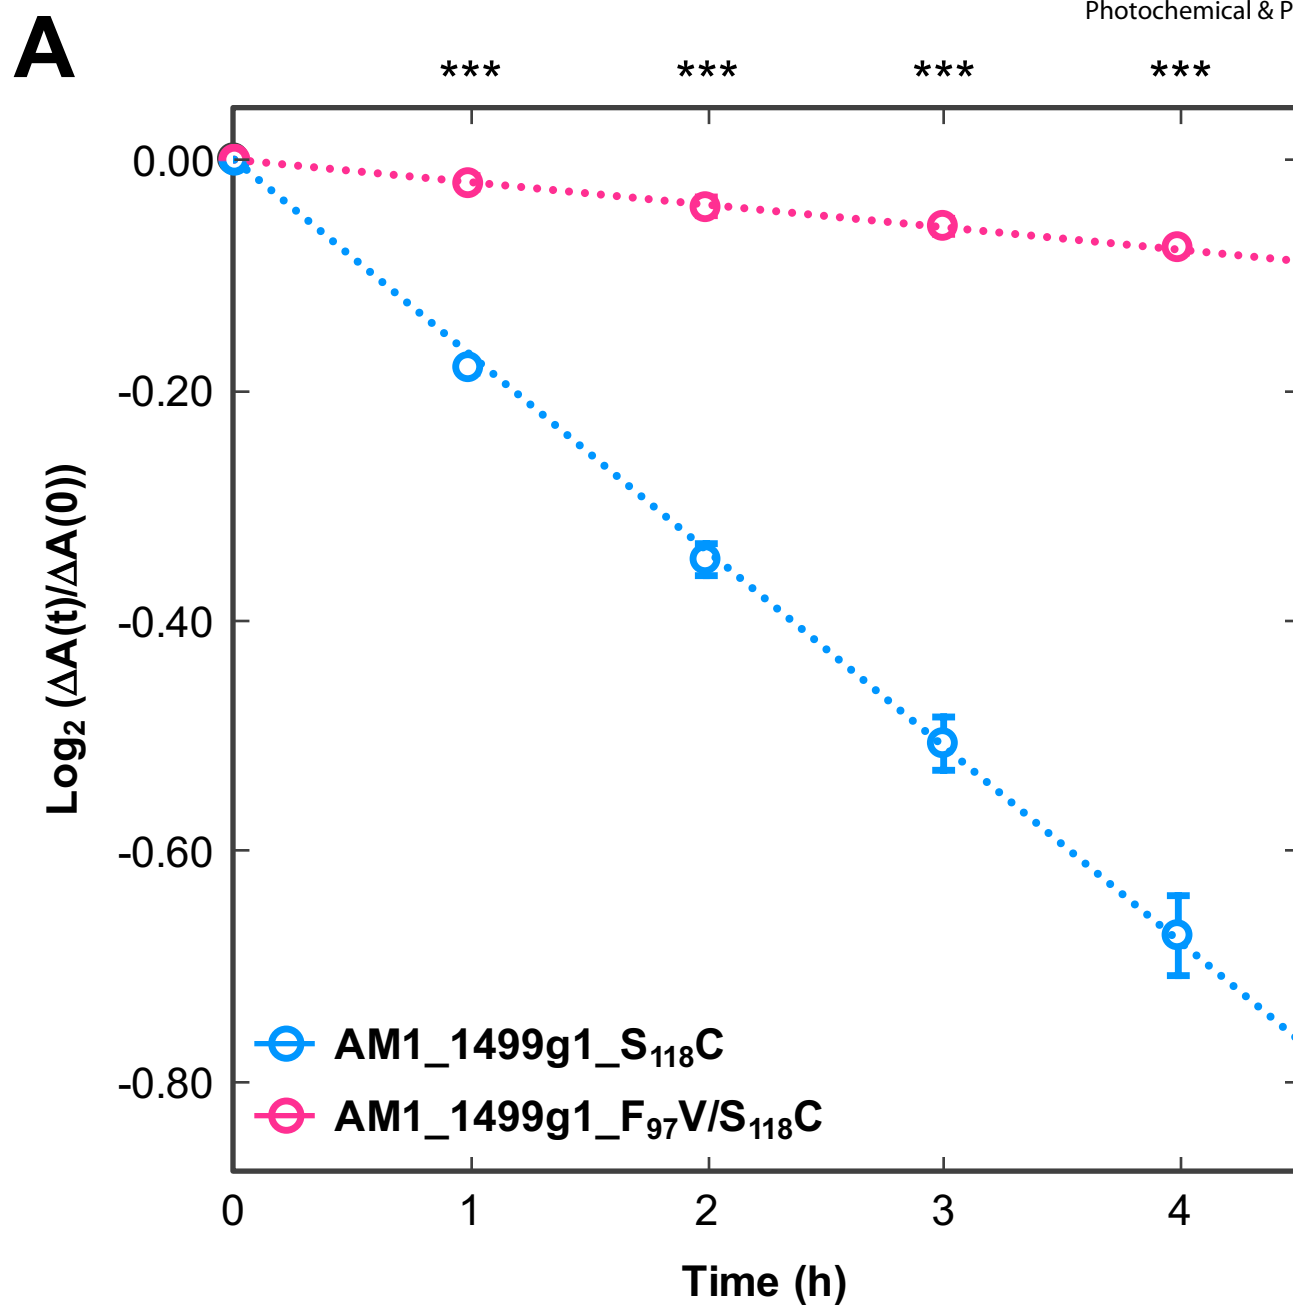 Photochemical & P
A
*** *** *** ***
0.00
-0.20
-0.40
-0.60
-0.80
Log₂ (ΔA(t)/ΔA(0))
AM1_1499g1_S₁₁₈C
AM1_1499g1_F₉₇V/S₁₁₈C
0 1 2 3 4
Time (h)